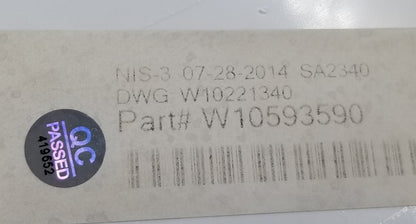 NIS-3 07-28-2014 SA2340
DWG W10221340
Part# W10593590
QC
PASSED
419652